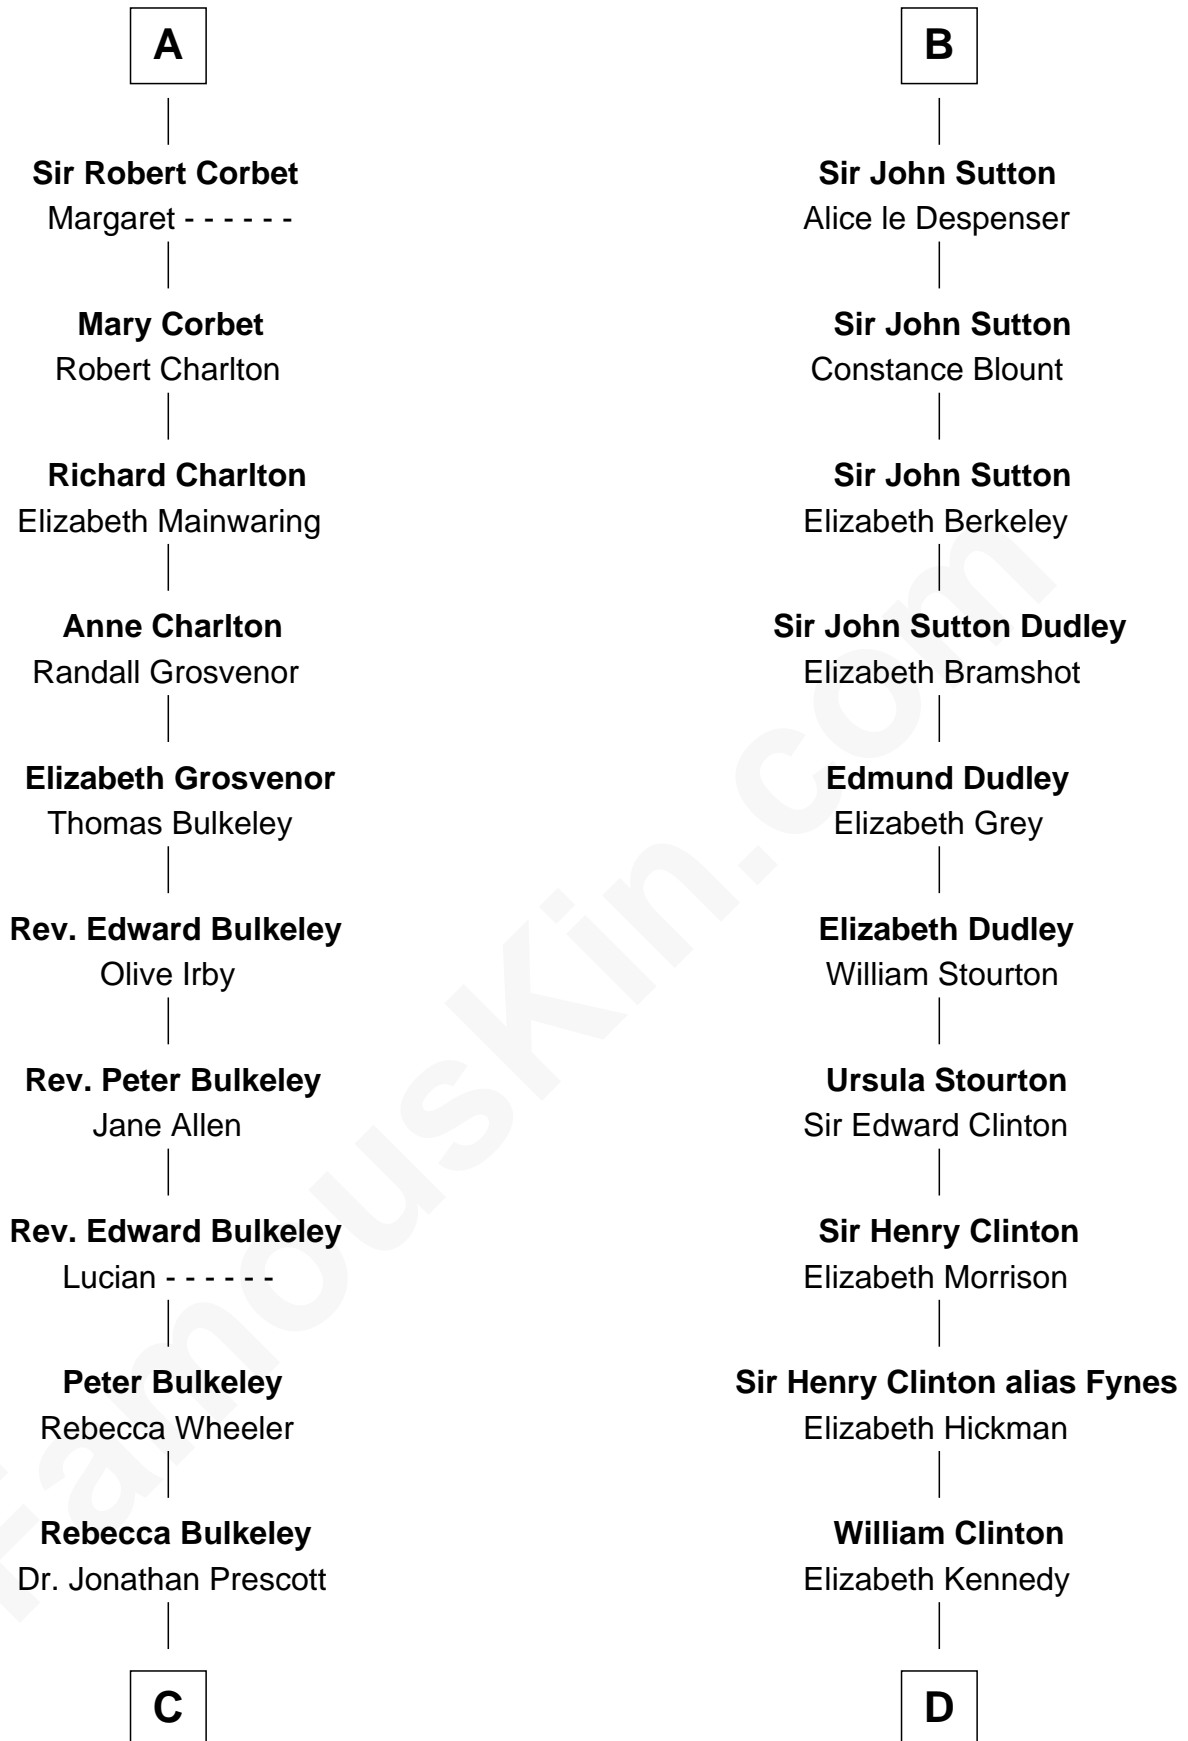 A
Sir Robert Corbet
Margaret - - - - - -
Mary Corbet
Robert Charlton
Richard Charlton
Elizabeth Mainwaring
Anne Charlton
Randall Grosvenor
Elizabeth Grosvenor
Thomas Bulkeley
Rev. Edward Bulkeley
Olive Irby
Rev. Peter Bulkeley
Jane Allen
Rev. Edward Bulkeley
Lucian - - - - - -
Peter Bulkeley
Rebecca Wheeler
Rebecca Bulkeley
Dr. Jonathan Prescott
C
B
Sir John Sutton
Alice le Despenser
Sir John Sutton
Constance Blount
Sir John Sutton
Elizabeth Berkeley
Sir John Sutton Dudley
Elizabeth Bramshot
Edmund Dudley
Elizabeth Grey
Elizabeth Dudley
William Stourton
Ursula Stourton
Sir Edward Clinton
Sir Henry Clinton
Elizabeth Morrison
Sir Henry Clinton alias Fynes
Elizabeth Hickman
William Clinton
Elizabeth Kennedy
D
FamousKin.com